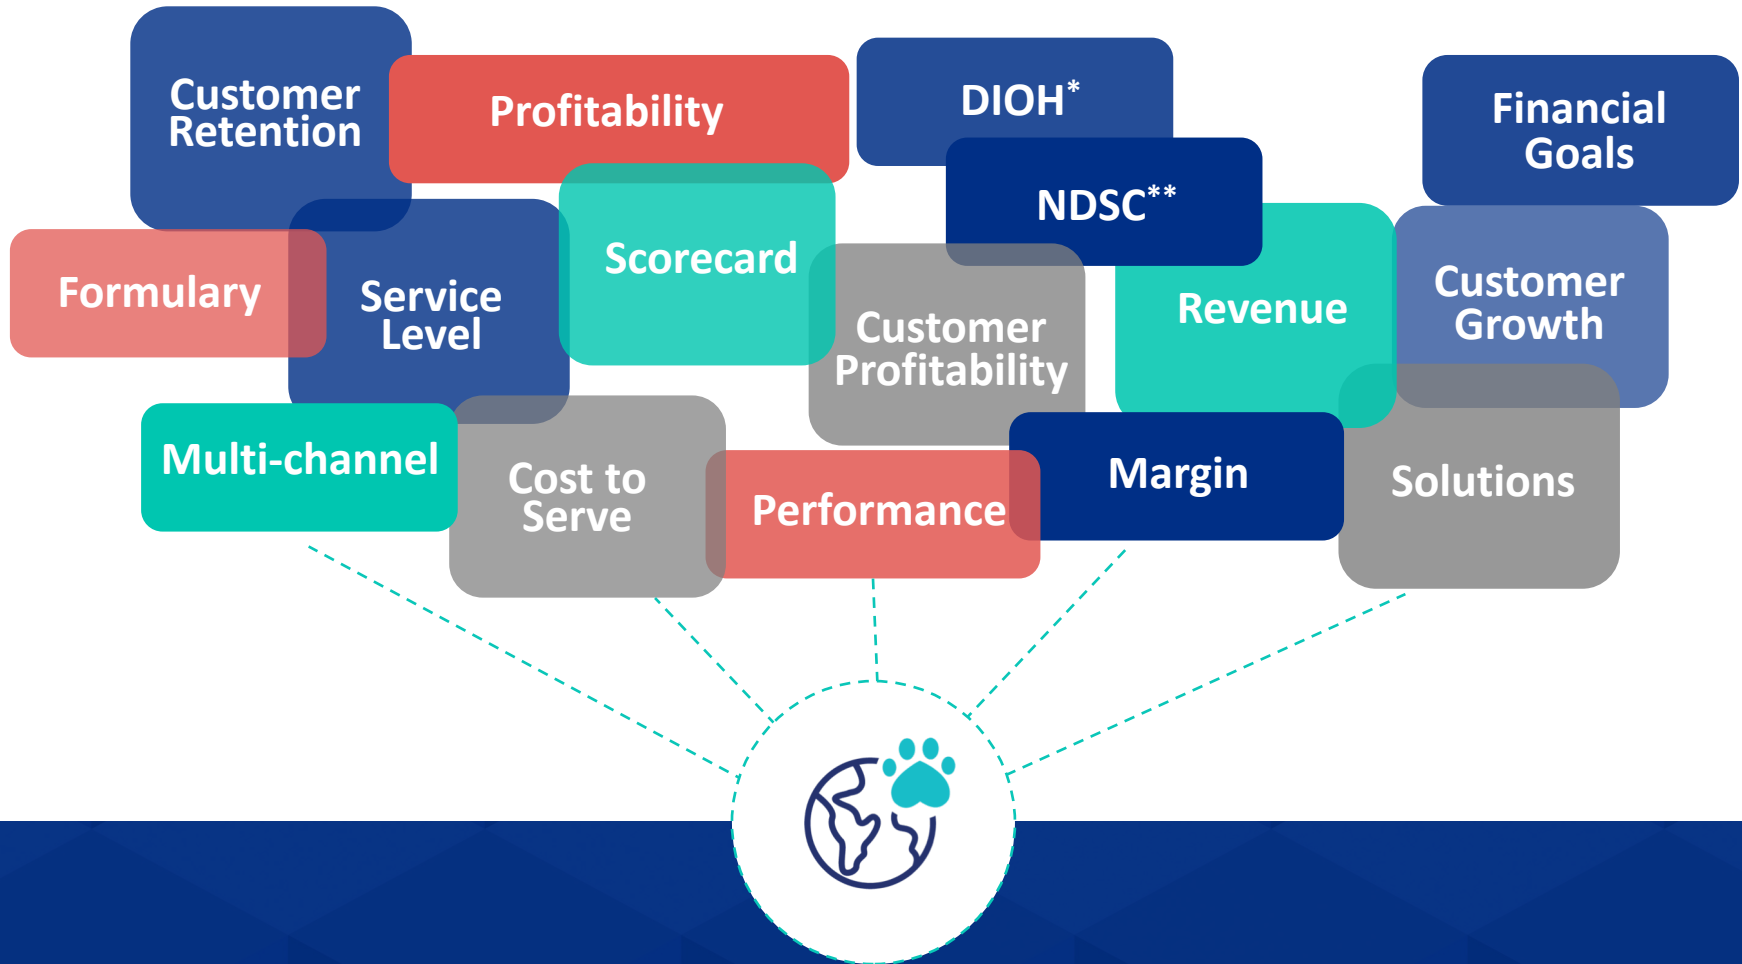 Customer
Retention
Profitability
DIOH*
Financial
Goals
NDSC**
Formulary
Service
Level
Scorecard
Customer
Profitability
Revenue
Customer
Growth
Multi-channel
Cost to
Serve
Performance
Margin
Solutions